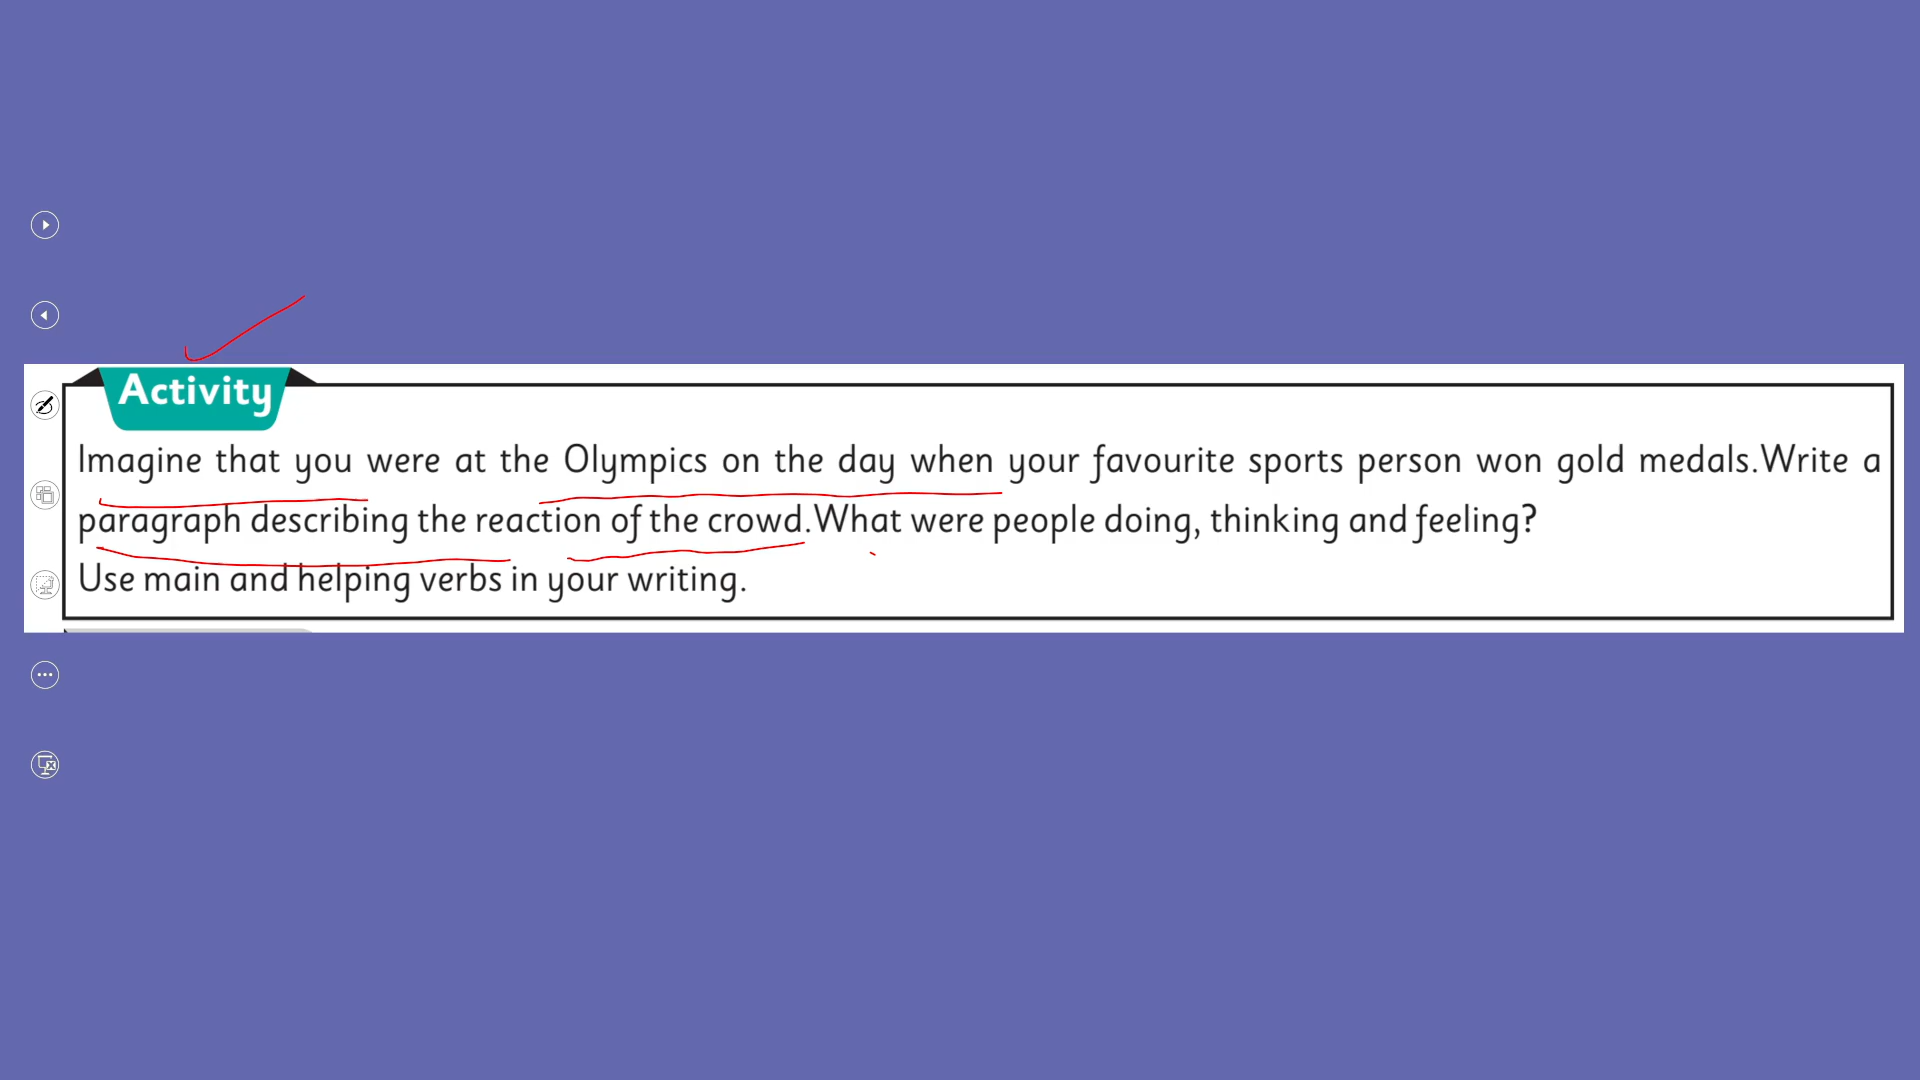 Activity
Imagine that you were at the Olympics on the day when your favourite sports person won gold medals.Write a
paragraph describing the reaction of the crowd.What were people doing, thinking and feeling?
Use main and helping verbs in your writing.